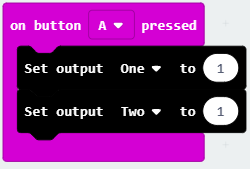 on button A pressed
Set output One to 1
Set output Two to 1